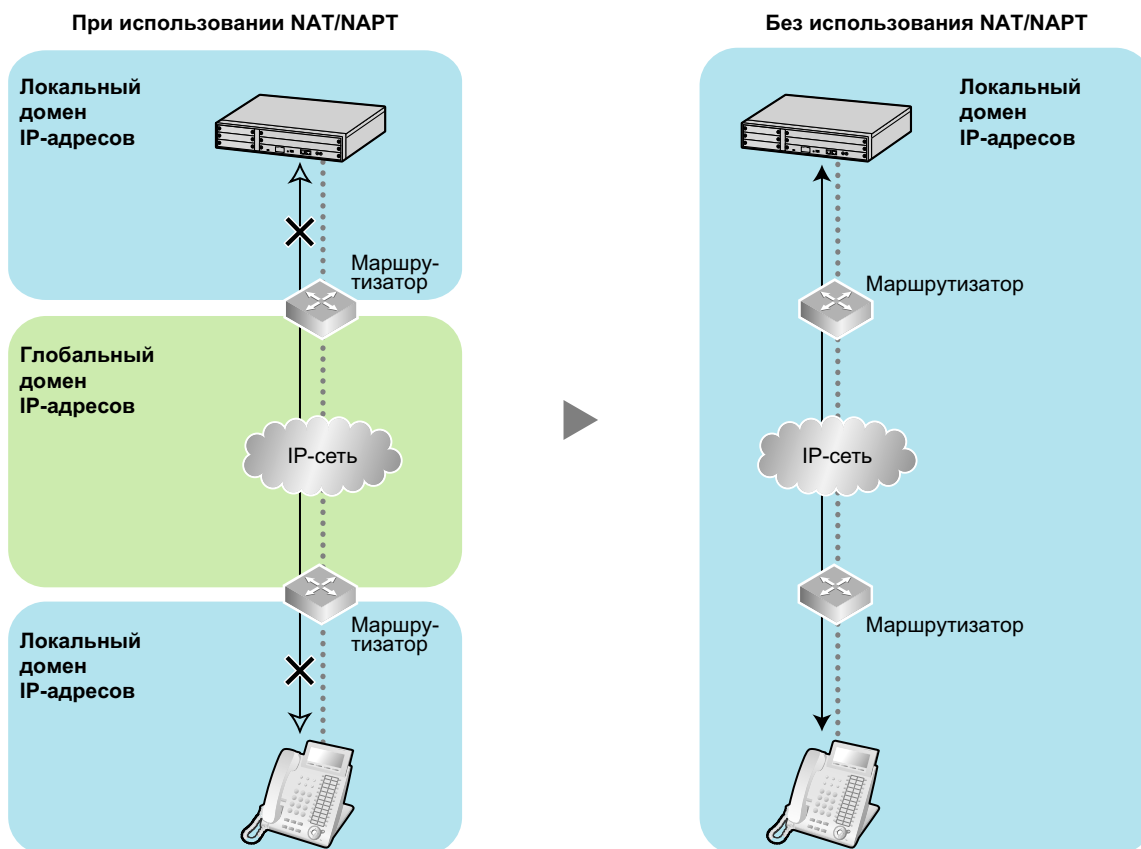 При использовании NAT/NAPT
Локальный
домен
IP-адресов
Маршру-
тизатор
Глобальный
домен
IP-адресов
IP-сеть
Маршру-
тизатор
Локальный
домен
IP-адресов
Без использования NAT/NAPT
Локальный
домен
IP-адресов
Маршрутизатор
IP-сеть
Маршрутизатор